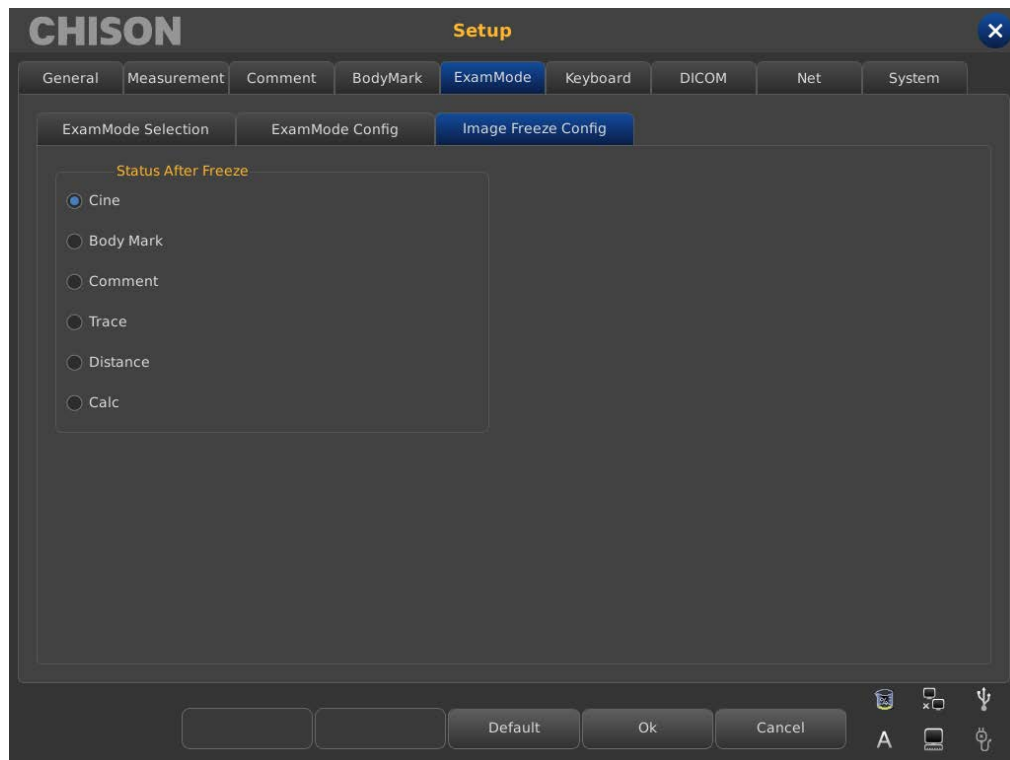 CHISON Setup
General Measurement Comment BodyMark ExamMode Keyboard DICOM Net System
ExamMode Selection ExamMode Config Image Freeze Config
Status After Freeze
Cine
Body Mark
Comment
Trace
Distance
Calc
Default Ok Cancel
A